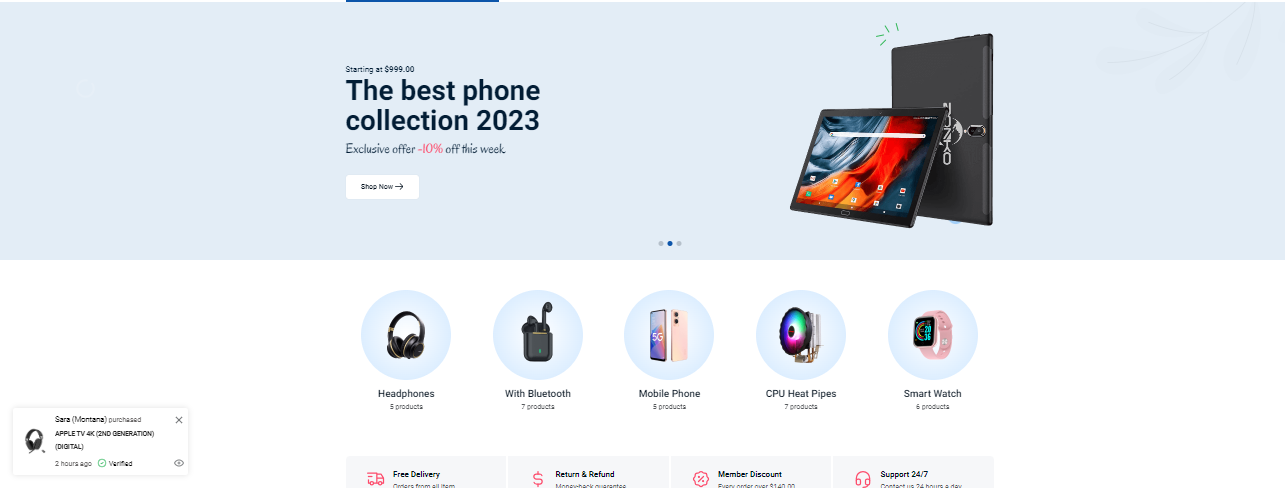 Starting at $999.00
The best phone
collection 2023
Exclusive offer -10% off this week.
Shop Now
Headphones
5 products
With Bluetooth
7 products
5G
Mobile Phone
5 products
CPU Heat Pipes
7 products
Smart Watch
6 products
Sara (Montana) purchased
APPLE TV 4K (2ND GENERATION)
(DIGITAL)
2 hours ago
Verified
Free Delivery
Orders from all item
Return & Refund
Money-back guarantee
Member Discount
Every order over $140.00
Support 24/7
Contact us 24 hours a day